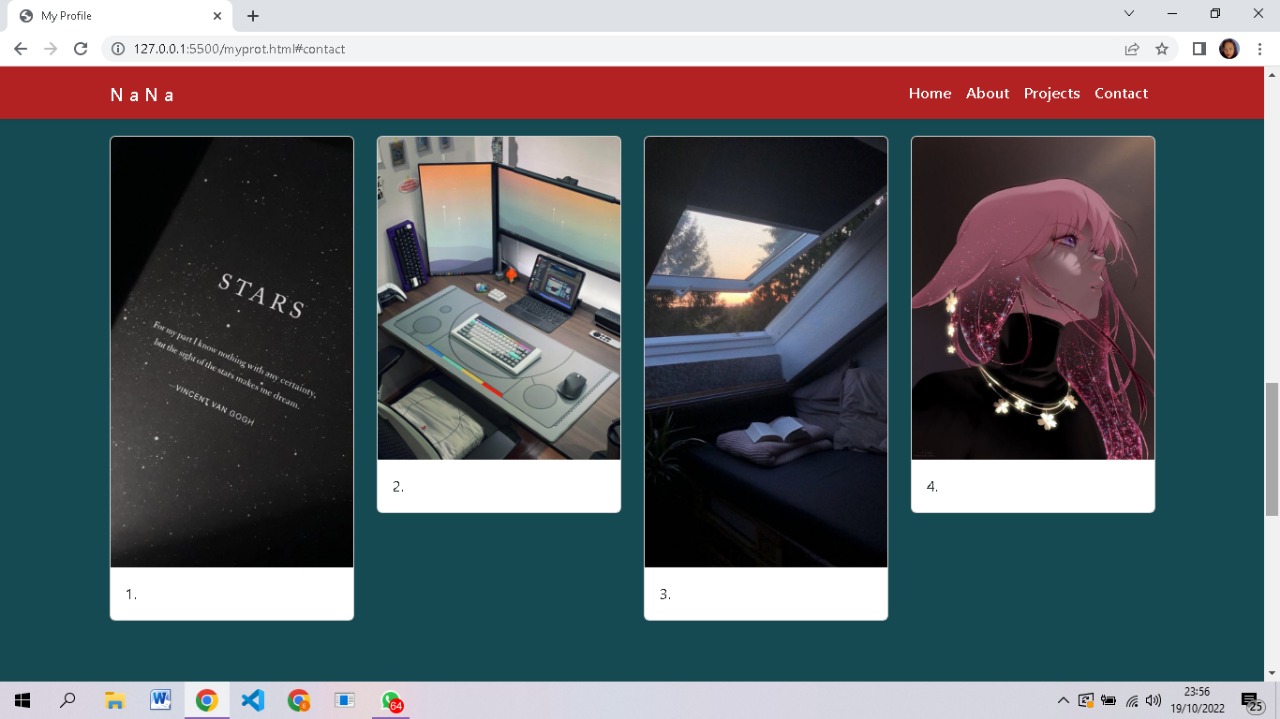 My Profile
127.0.0.1:5500/myprot.html#contact
N a N a
Home About Projects Contact
STARS
For my part I know nothing with any certainty,
but the sight of the stars makes me dream.
—VINCENT VAN GOGH
1.
2.
3.
4.
W
64
23:56
19/10/2022
25